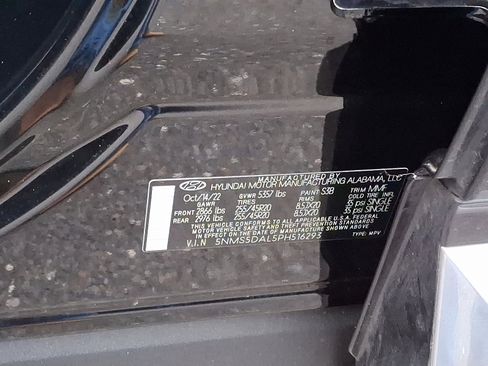 MANUFACTURED BY
HYUNDAI MOTOR MANUFACTURING ALABAMA, LLC
Oct/14/22 GVWR 5357 lbs PAINT S3B TRIM MMF
GAWR TIRES RIMS COLD TIRE INFL.
FRONT 2866 lbs 255/45R20 8.5JX20 35 psi SINGLE
REAR 2976 lbs 255/45R20 8.5JX20 35 psi SINGLE
THIS VEHICLE CONFORMS TO ALL APPLICABLE U.S.A. FEDERAL
MOTOR VEHICLE SAFETY AND THEFT PREVENTION STANDARDS
IN EFFECT ON THE DATE OF MANUFACTURE SHOWN ABOVE
V.I.N 5NMS5DAL5PH516293 TYPE: MPV